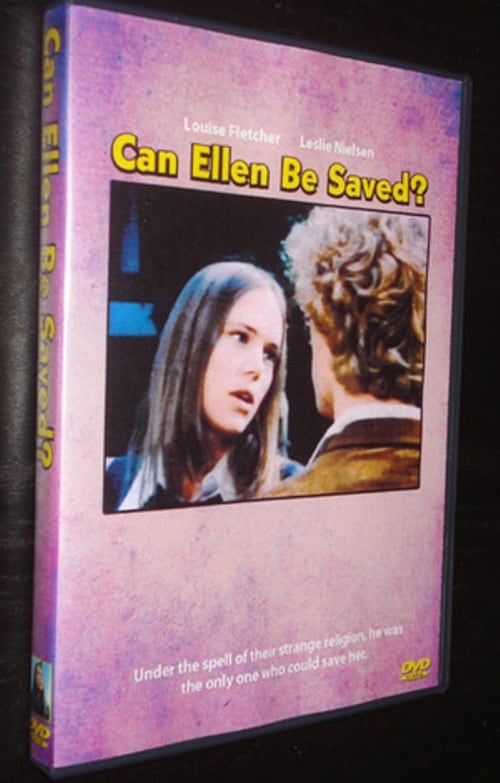 Louise Fletcher Leslie Nielsen
Can Ellen Be Saved?
Under the spell of their strange religion, he was
the only one who could save her.
DVD
Can Ellen Be Saved?
DVD